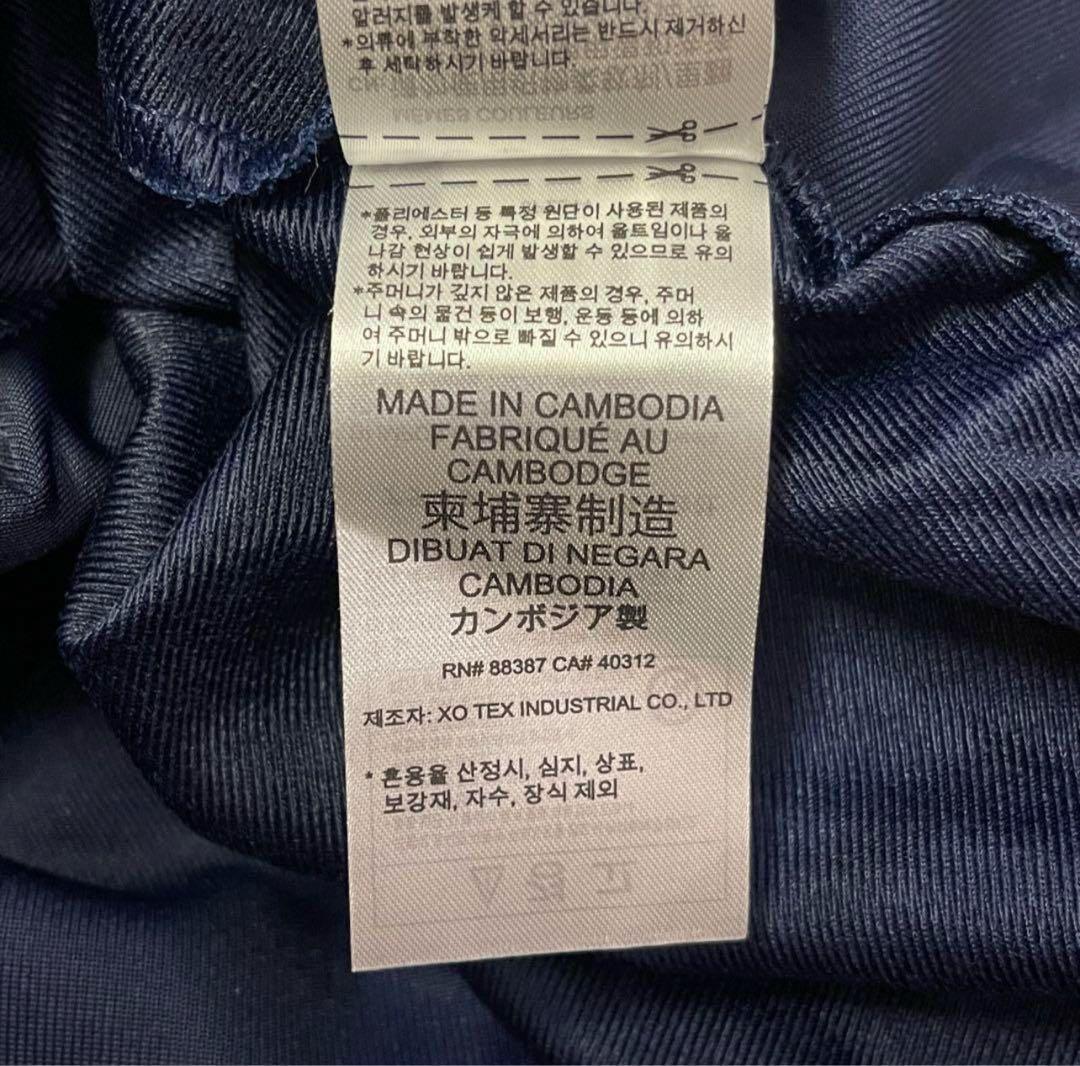 알러지를 발생케 할 수 있습니다.
*의류에 부착한 악세서리는 반드시 제거하신
후 세탁하시기 바랍니다.
MÊMES COULEURS
*폴리에스터 등 특정 원단이 사용된 제품의
경우, 외부의 자극에 의하여 올트임이나 올
나감 현상이 쉽게 발생할 수 있으므로 유의
하시기 바랍니다.
*주머니가 깊지 않은 제품의 경우, 주머
니 속의 물건 등이 보행, 운동 등에 의하
여 주머니 밖으로 빠질 수 있으니 유의하시
기 바랍니다.
MADE IN CAMBODIA
FABRIQUÉ AU
CAMBODGE
柬埔寨制造
DIBUAT DI NEGARA
CAMBODIA
カンボジア製
RN# 88387 CA# 40312
제조자: XO TEX INDUSTRIAL CO., LTD
* 혼용율 산정시, 심지, 상표,
보강재, 자수, 장식 제외